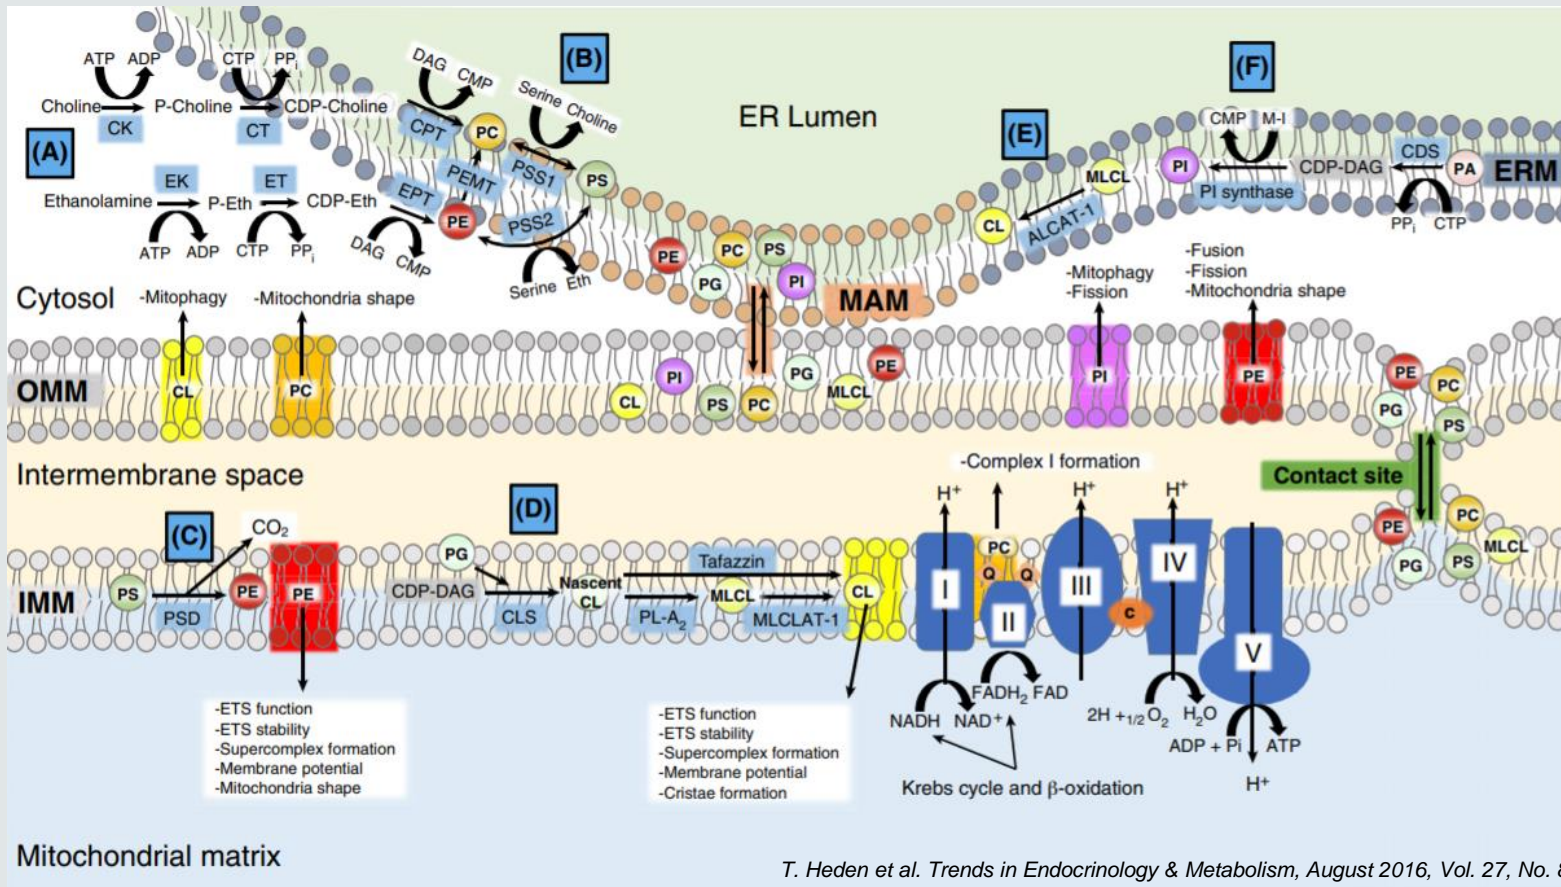 (B)
(F)
ATP ADP
CTP PPi
DAG CMP
Serine Choline
Choline P-Choline CDP-Choline
CK
CT
CPT
PC
ER Lumen
(A)
(E)
CMP M-I
PI
CDP-DAG
CDS
PA
ERM
PI synthase
PPi CTP
MLCL
CL
ALCAT-1
EK
ET
EPT
PEMT
PSS1
PS
PSS2
Ethanolamine P-Eth CDP-Eth
PE
ATP ADP
CTP PPi
DAG CMP
Serine Eth
PE
PC
PS
PG
PI
MAM
Cytosol
-Mitophagy
-Mitochondria shape
-Mitophagy
-Fission
-Fusion
-Fission
-Mitochondria shape
OMM
CL
PC
CL
PI
PS
PC
PG
MLCL
PE
PI
PE
PE
PC
PG
PS
Intermembrane space
Contact site
(C)
CO2
(D)
-Complex I formation
H+
H+
H+
PE
PC
PG
PS
MLCL
IMM
PS
PSD
PE
PE
PG
CDP-DAG
CLS
Nascent
CL
Tafazzin
PL-A2
MLCL
MLCLAT-1
CL
I
PC
Q
Q
II
III
C
IV
V
-ETS function
-ETS stability
-Supercomplex formation
-Membrane potential
-Mitochondria shape
-ETS function
-ETS stability
-Supercomplex formation
-Membrane potential
-Cristae formation
NADH NAD+
FADH2 FAD
2H +1/2 O2 H2O
ADP + Pi ATP
H+
Krebs cycle and β-oxidation
Mitochondrial matrix
T. Heden et al. Trends in Endocrinology & Metabolism, August 2016, Vol. 27, No. 8